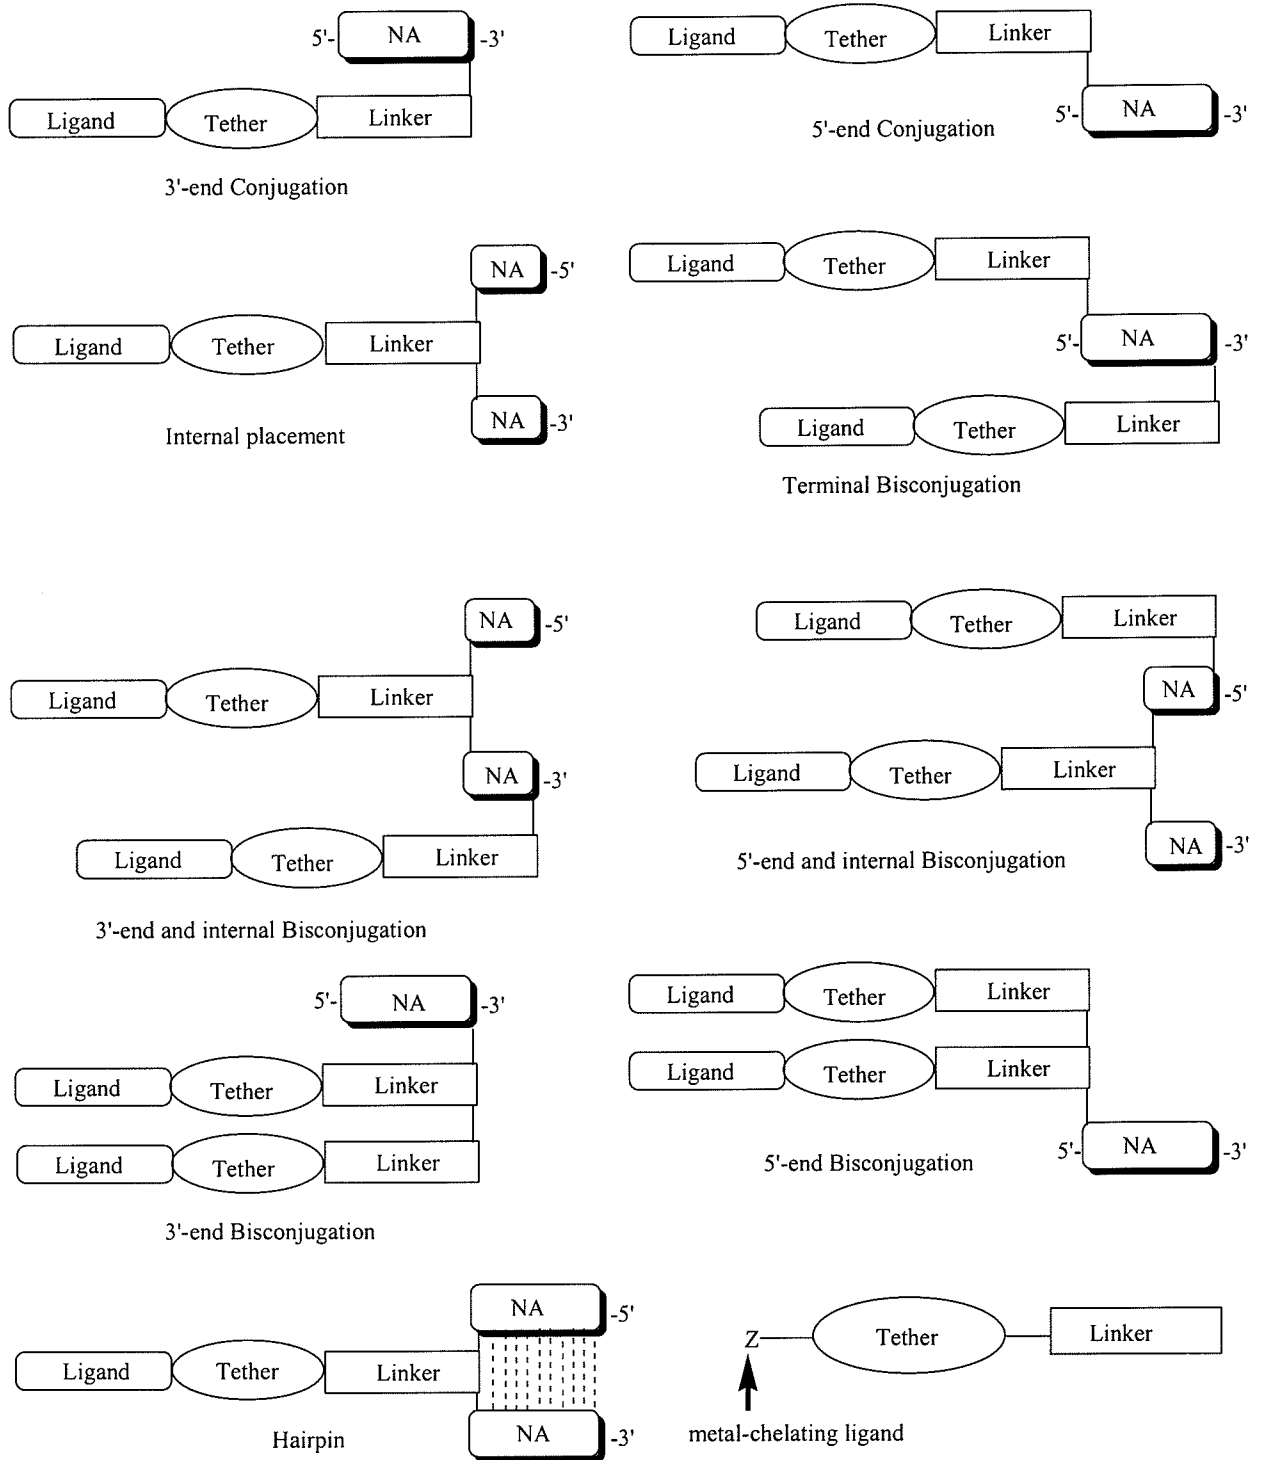 5'- NA -3'
Ligand Tether Linker
3'-end Conjugation
Ligand Tether Linker
5'- NA -3'
5'-end Conjugation
NA -5'
Ligand Tether Linker
NA -3'
Internal placement
Ligand Tether Linker
5'- NA -3'
Ligand Tether Linker
Terminal Bisconjugation
NA -5'
Ligand Tether Linker
NA -3'
Ligand Tether Linker
3'-end and internal Bisconjugation
Ligand Tether Linker
NA -5'
Ligand Tether Linker
NA -3'
5'-end and internal Bisconjugation
5'- NA -3'
Ligand Tether Linker
Ligand Tether Linker
3'-end Bisconjugation
Ligand Tether Linker
Ligand Tether Linker
5'- NA -3'
5'-end Bisconjugation
NA -5'
Ligand Tether Linker
NA -3'
Hairpin
Z Tether Linker
metal-chelating ligand